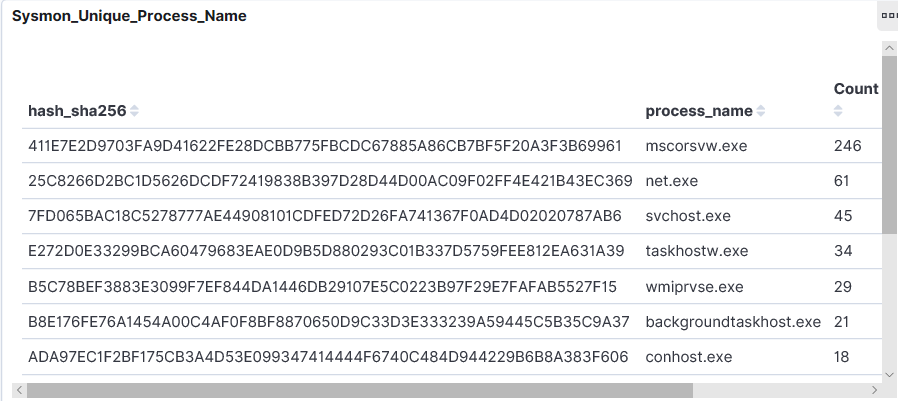 Sysmon_Unique_Process_Name
hash_sha256 process_name Count
411E7E2D9703FA9D41622FE28DCBB775FBCDC67885A86CB7BF5F20A3F3B69961 mscorsvw.exe 246
25C8266D2BC1D5626DCDF72419838B397D28D44D00AC09F02FF4E421B43EC369 net.exe 61
7FD065BAC18C5278777AE44908101CDFED72D26FA741367F0AD4D02020787AB6 svchost.exe 45
E272D0E33299BCA60479683EAE0D9B5D880293C01B337D5759FEE812EA631A39 taskhostw.exe 34
B5C78BEF3883E3099F7EF844DA1446DB29107E5C0223B97F29E7FAFAB5527F15 wmiprvse.exe 29
B8E176FE76A1454A00C4AF0F8BF8870650D9C33D3E333239A59445C5B35C9A37 backgroundtaskhost.exe 21
ADA97EC1F2BF175CB3A4D53E099347414444F6740C484D944229B6B8A383F606 conhost.exe 18